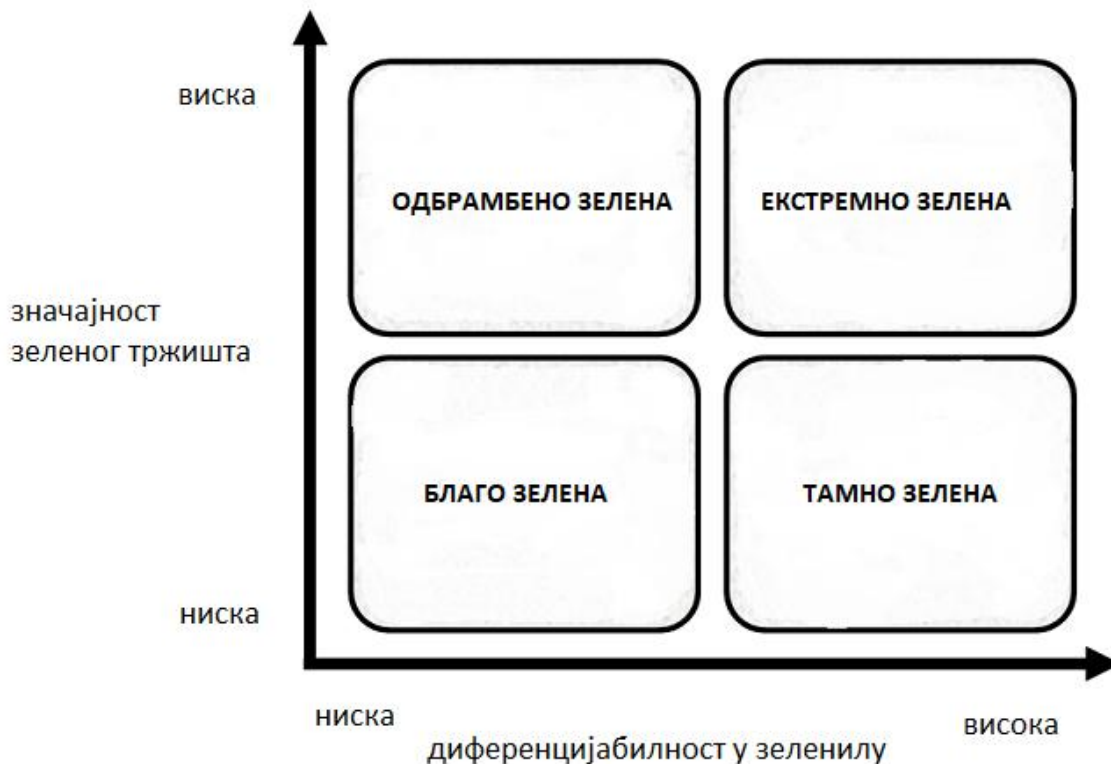 виска
ОДБРАМБЕНО ЗЕЛЕНА
ЕКСТРЕМНО ЗЕЛЕНА
значајност
зеленог тржишта
БЛАГО ЗЕЛЕНА
ТАМНО ЗЕЛЕНА
ниска
ниска
висока
диференцијабилност у зеленилу